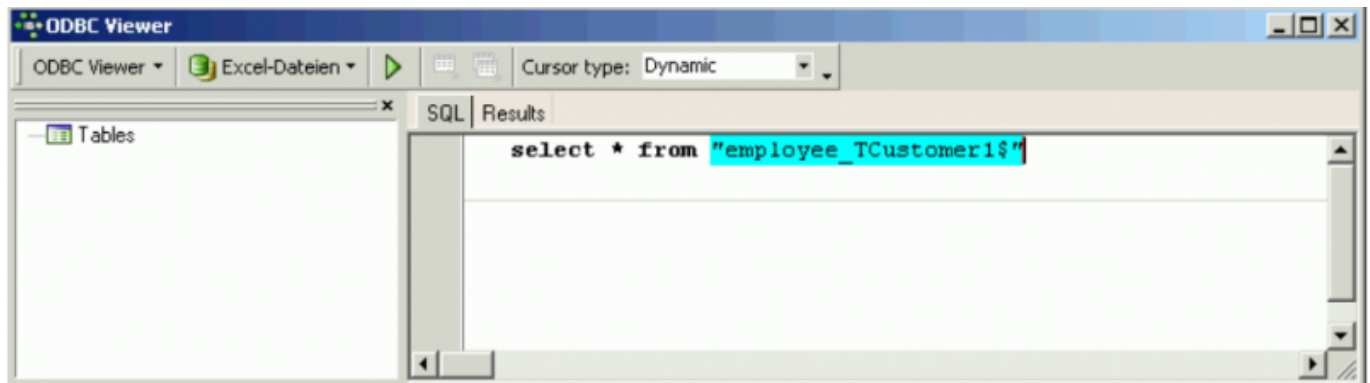 ODBC Viewer
ODBC Viewer Excel-Dateien Cursor type: Dynamic
Tables
SQL Results
select * from "employee_TCustomer1$"